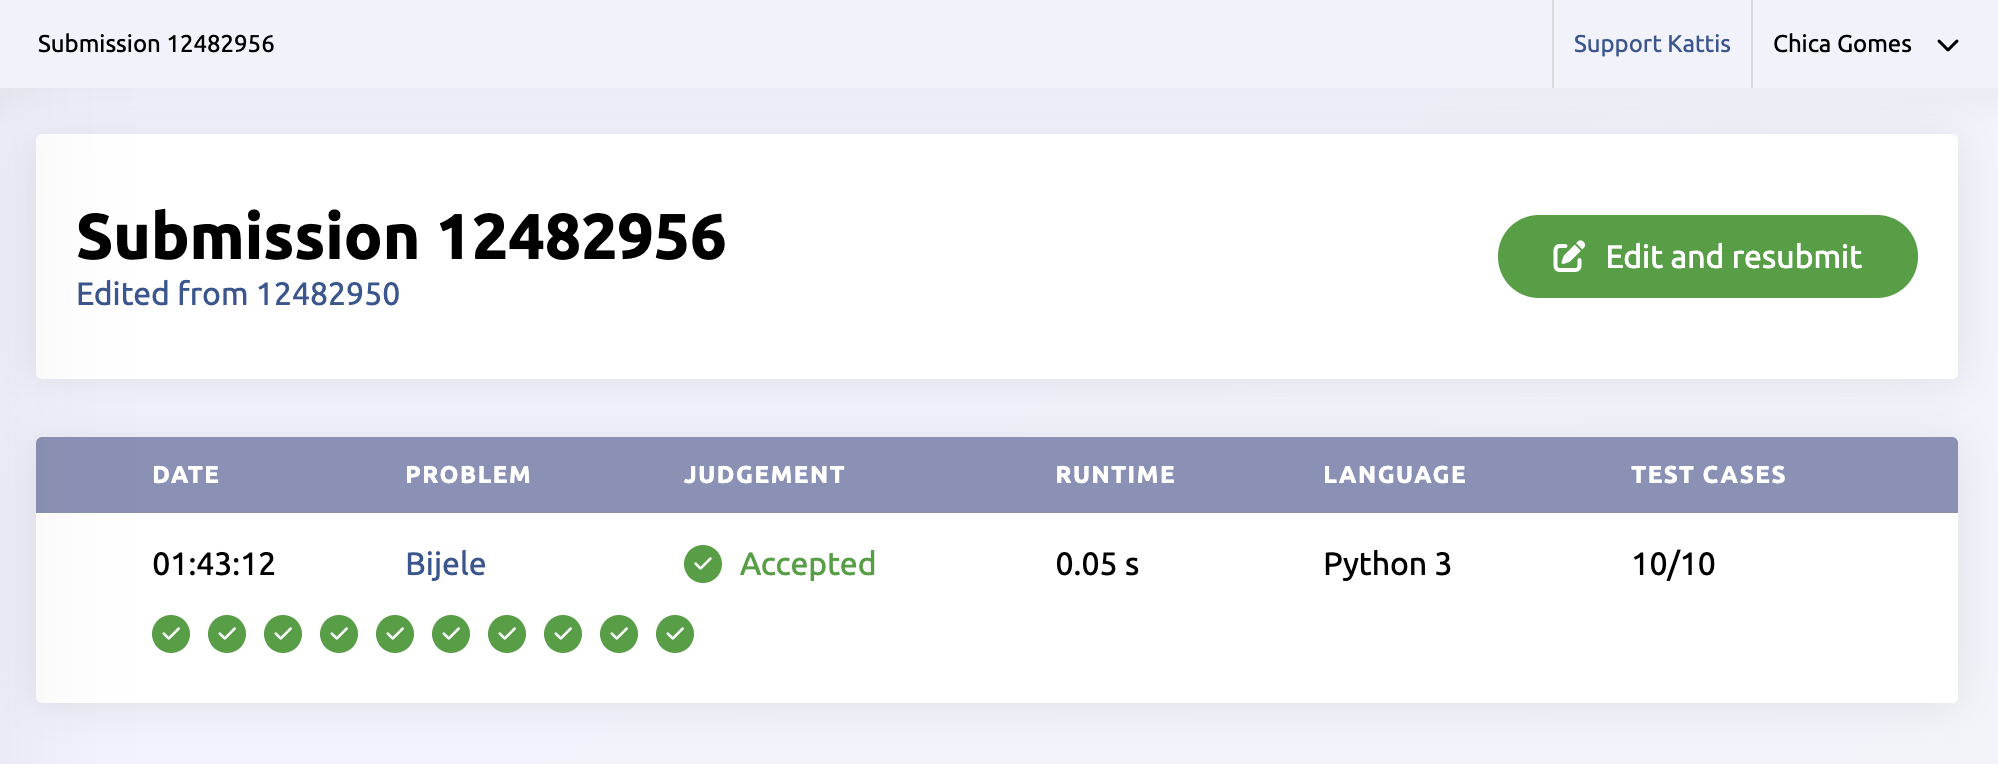 Submission 12482956
Support Kattis
Chica Gomes
Submission 12482956
Edited from 12482950
Edit and resubmit
DATE PROBLEM JUDGEMENT RUNTIME LANGUAGE TEST CASES
01:43:12 Bijele Accepted 0.05 s Python 3 10/10